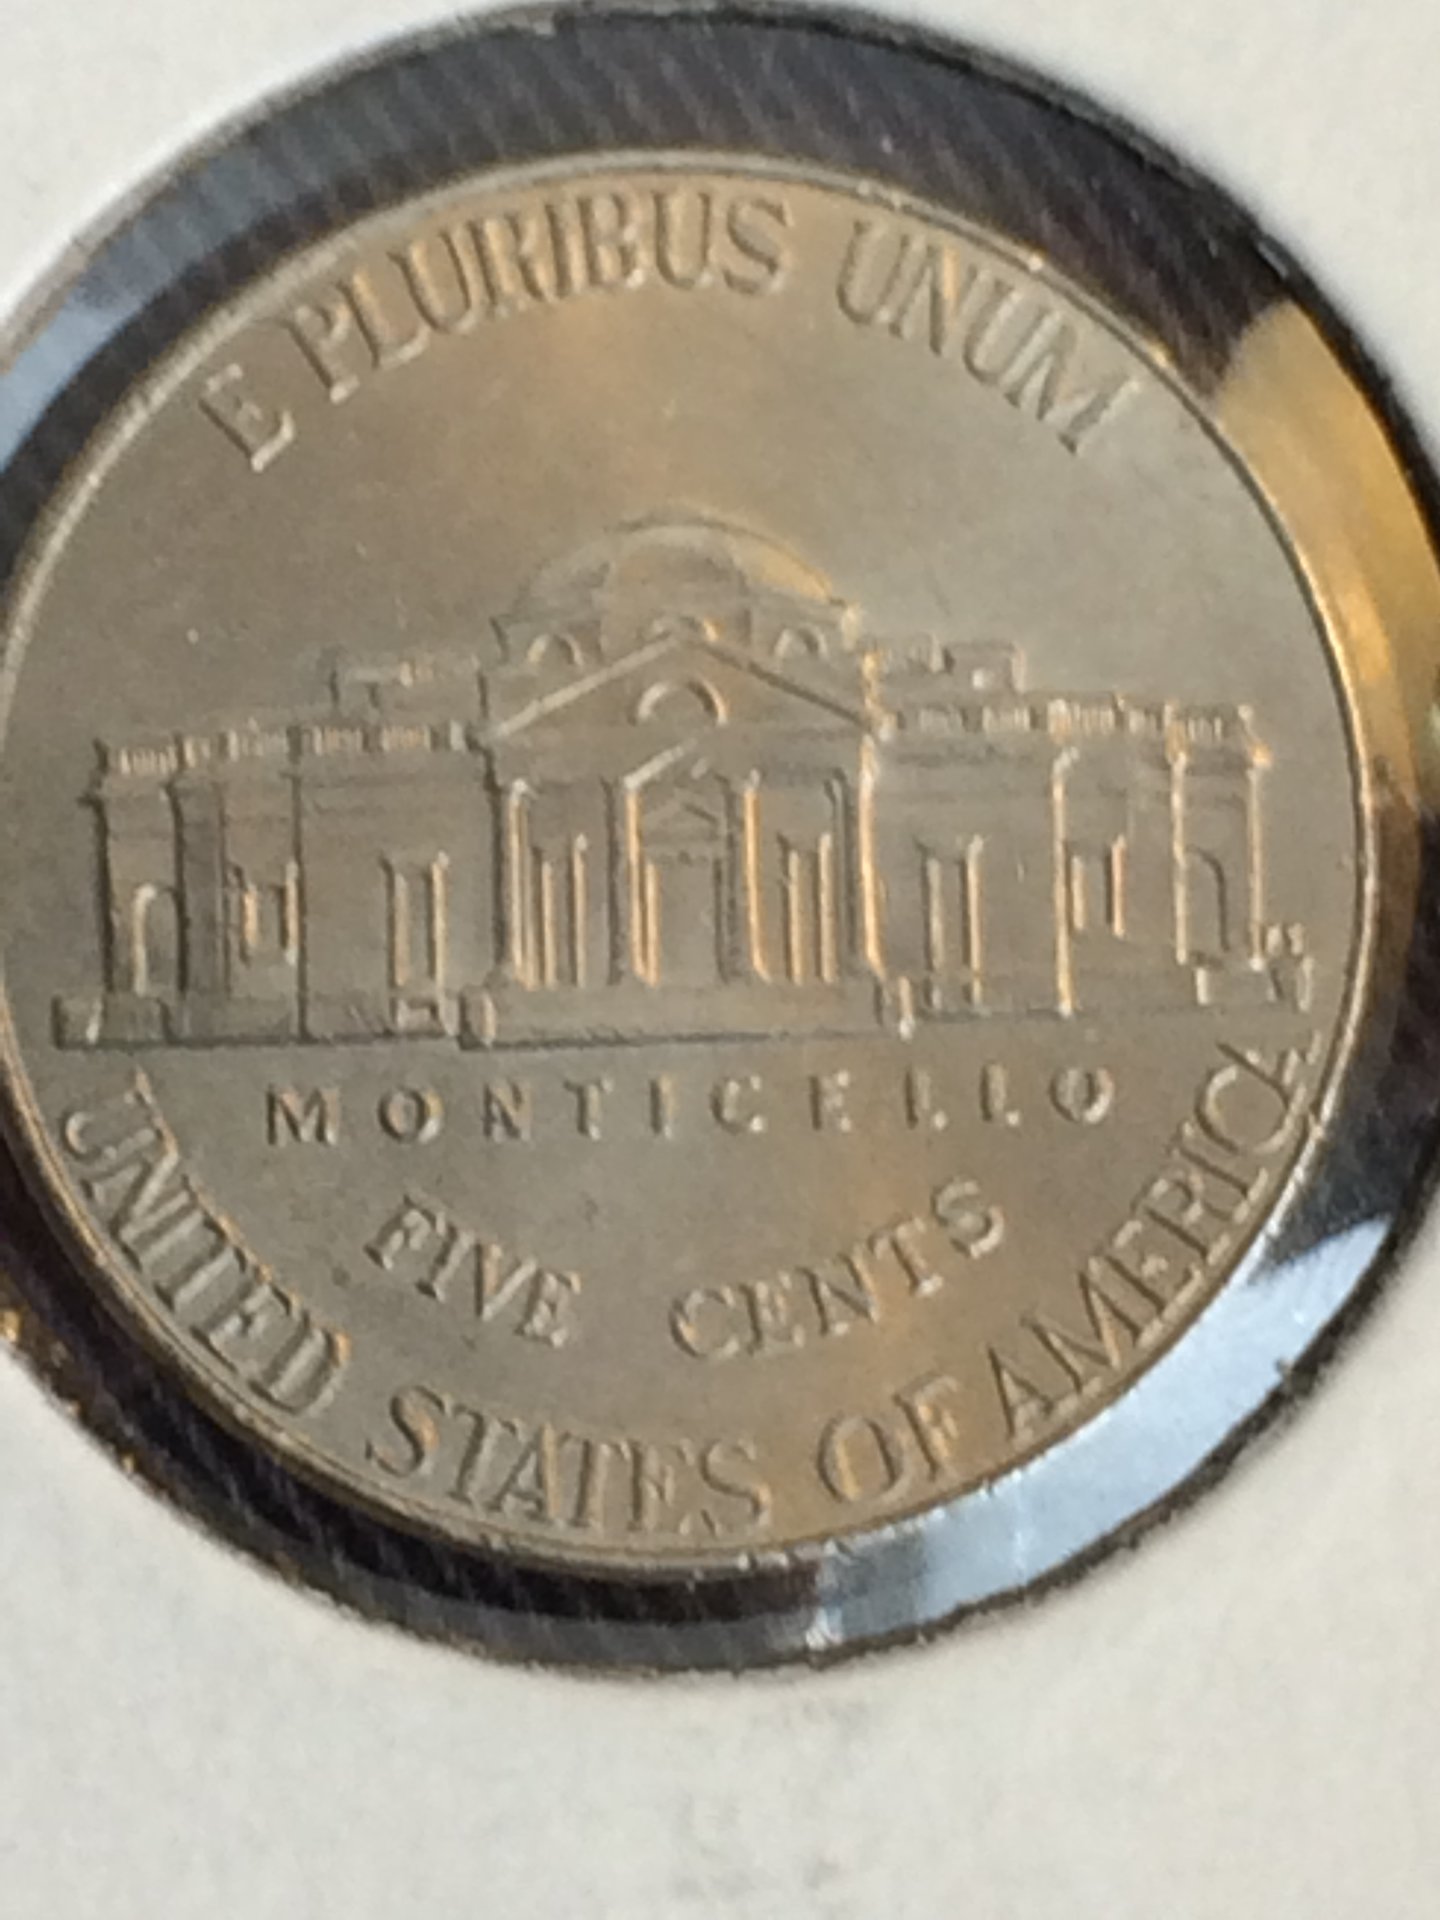 E PLURIBUS UNUM
MONTICELLO
FIVE CENTS
UNITED STATES OF AMERICA